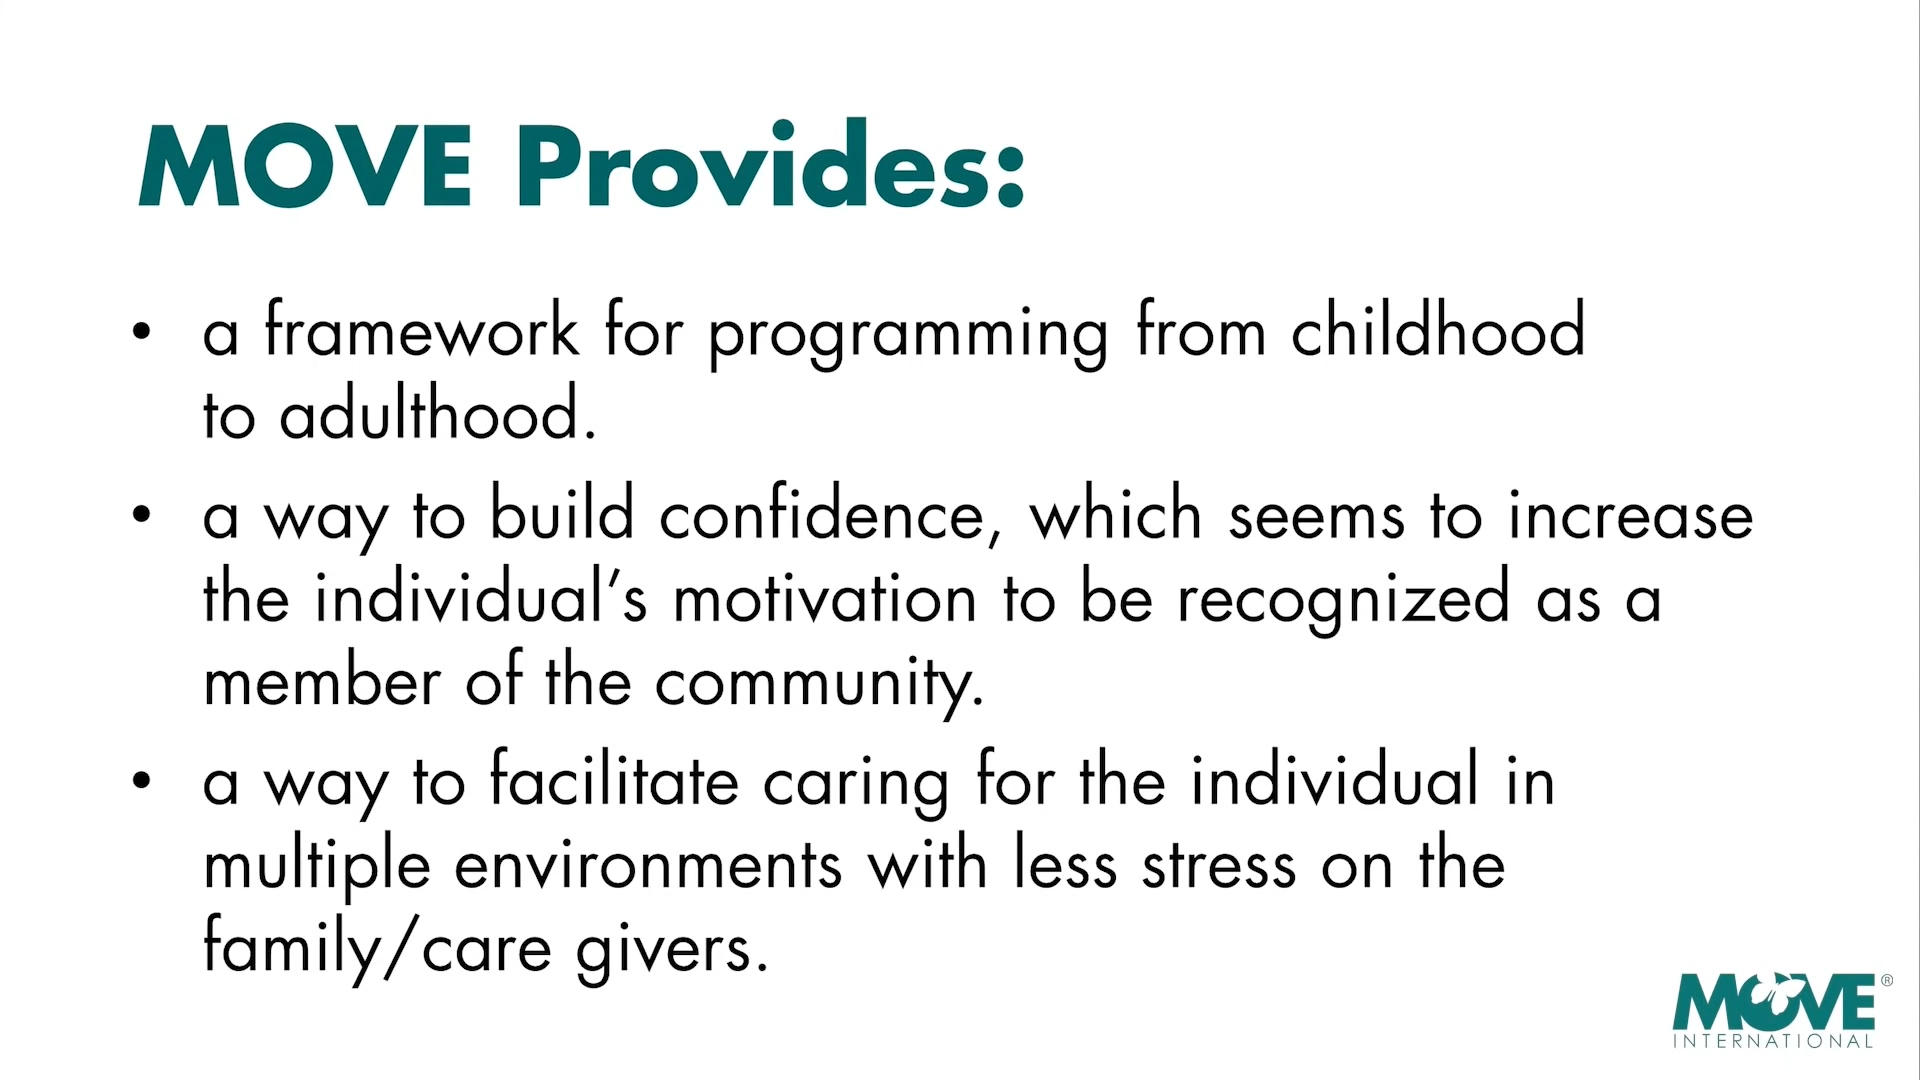 MOVE Provides:
• a framework for programming from childhood
to adulthood.
• a way to build confidence, which seems to increase
the individual’s motivation to be recognized as a
member of the community.
• a way to facilitate caring for the individual in
multiple environments with less stress on the
family/care givers.
MOVE®
INTERNATIONAL